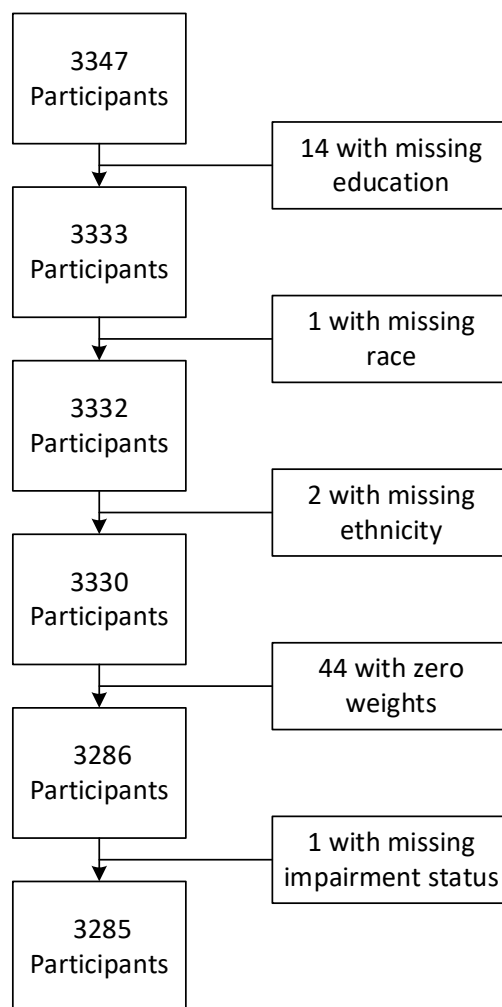 3347
Participants
14 with missing
education
3333
Participants
1 with missing
race
3332
Participants
2 with missing
ethnicity
3330
Participants
44 with zero
weights
3286
Participants
1 with missing
impairment status
3285
Participants